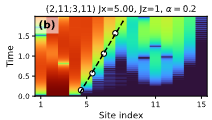 (2,11;3,11) Jx=5.00, Jz=1, α = 0.2
(b)
Time
1.5
1.0
0.5
0.0
1 5 11 15
Site index